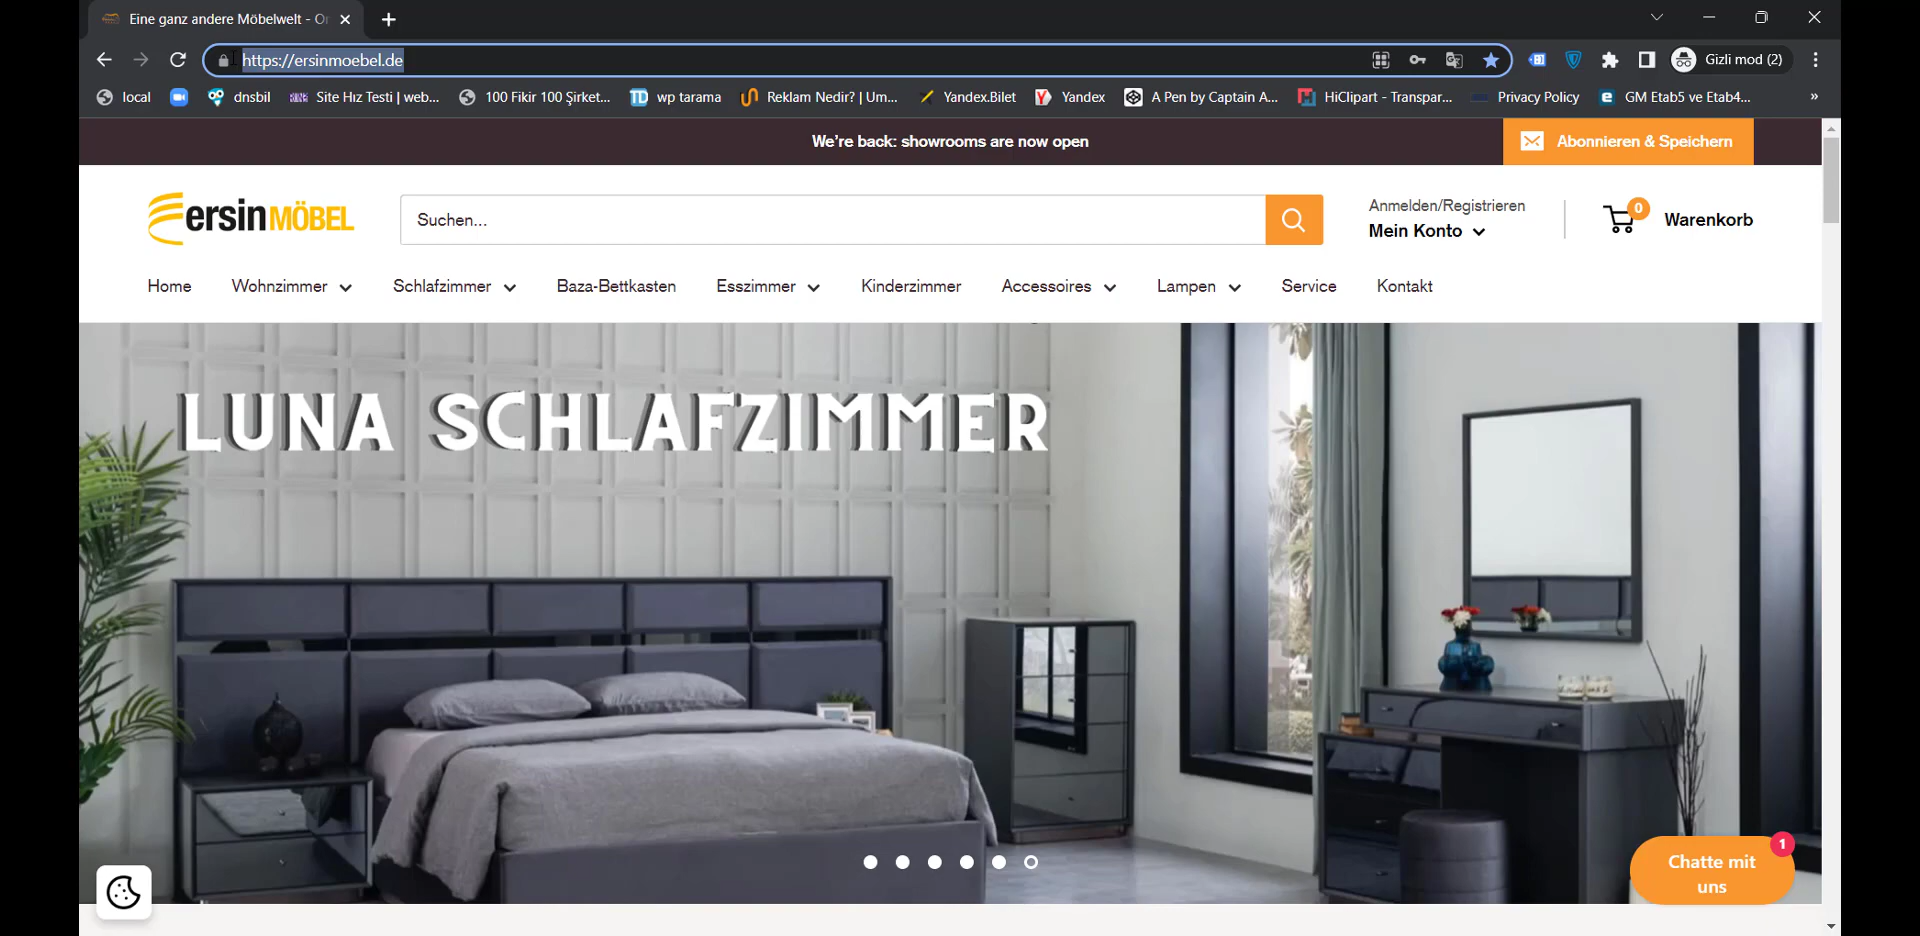 Eine ganz andere Möbelwelt - Or
https://ersinmoebel.de
Gizli mod (2)
local
dnsbil
Site Hız Testi | web...
100 Fikir 100 Şirket...
TD wp tarama
Reklam Nedir? | Um...
Yandex.Bilet
Y Yandex
A Pen by Captain A...
HiClipart - Transpar...
Privacy Policy
e GM Etab5 ve Etab4...
»
We're back: showrooms are now open
Abonnieren & Speichern
ersinMÖBEL
Suchen...
Anmelden/Registrieren
Mein Konto
0
Warenkorb
Home
Wohnzimmer
Schlafzimmer
Baza-Bettkasten
Esszimmer
Kinderzimmer
Accessoires
Lampen
Service
Kontakt
LUNA SCHLAFZIMMER
1
Chatte mit
uns